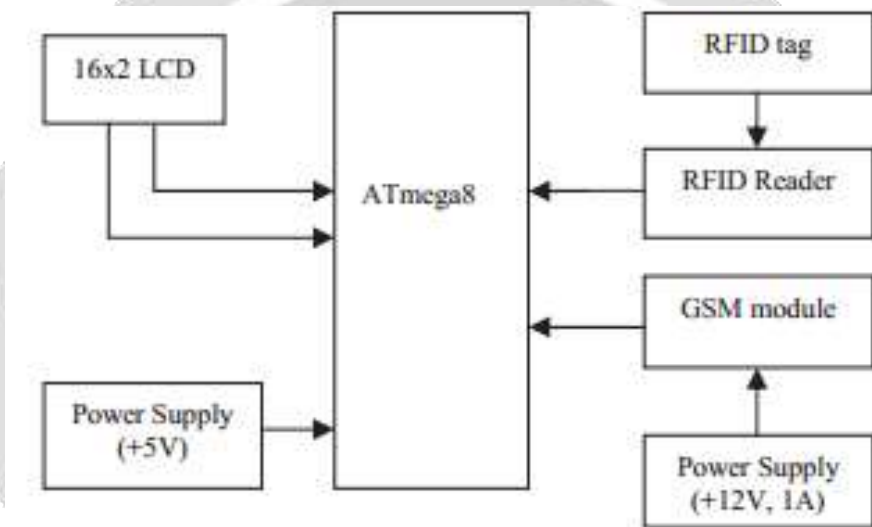 16x2 LCD
ATmega8
RFID tag
RFID Reader
GSM module
Power Supply
(+5V)
Power Supply
(+12V, 1A)